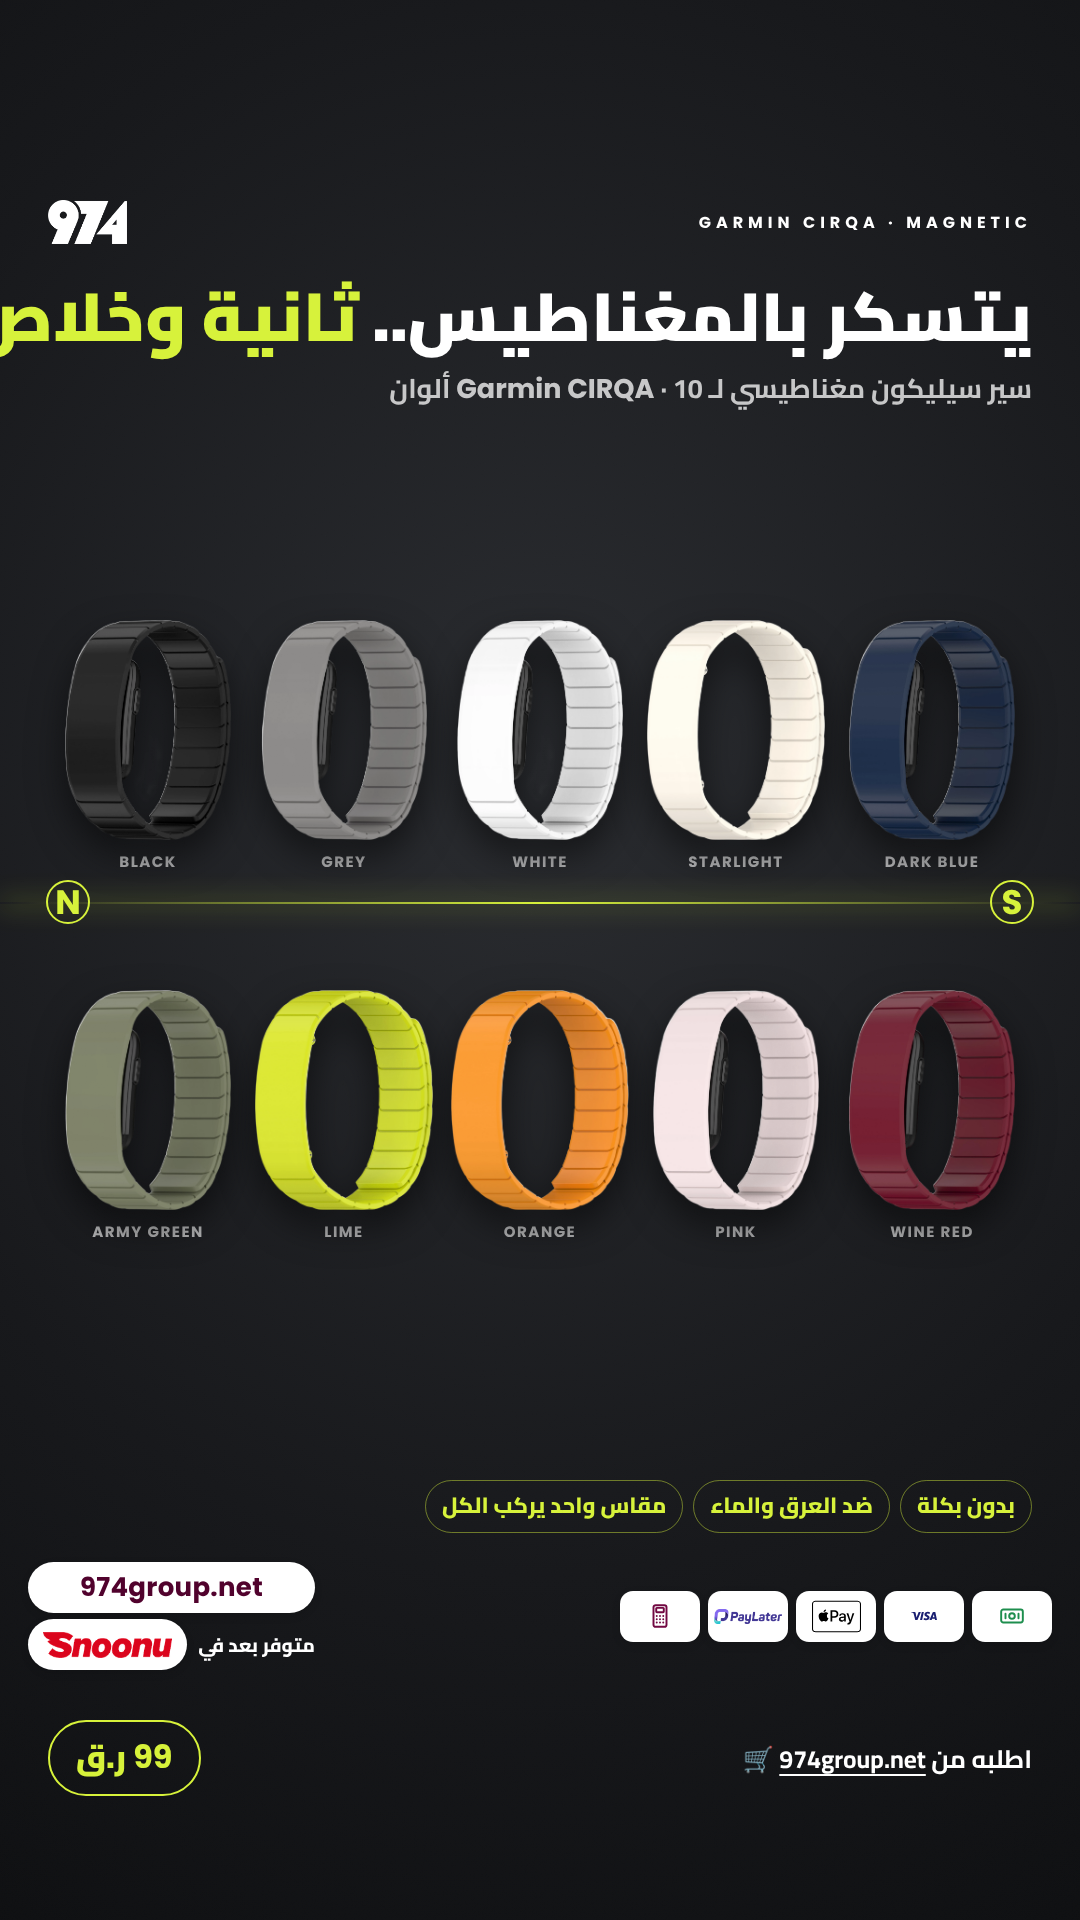 974
GARMIN CIRQA · MAGNETIC
يتسكر بالمغناطيس.. ثانية وخلاص
سير سيليكون مغناطيسي لـ Garmin CIRQA · 10 ألوان
BLACK
GREY
WHITE
STARLIGHT
DARK BLUE
N
S
ARMY GREEN
LIME
ORANGE
PINK
WINE RED
بدون بكلة
ضد العرق والماء
مقاس واحد يركب الكل
974group.net
متوفر بعد في Snoonu
PayLater
Pay
VISA
99 ر.ق
اطلبه من 974group.net 🛒